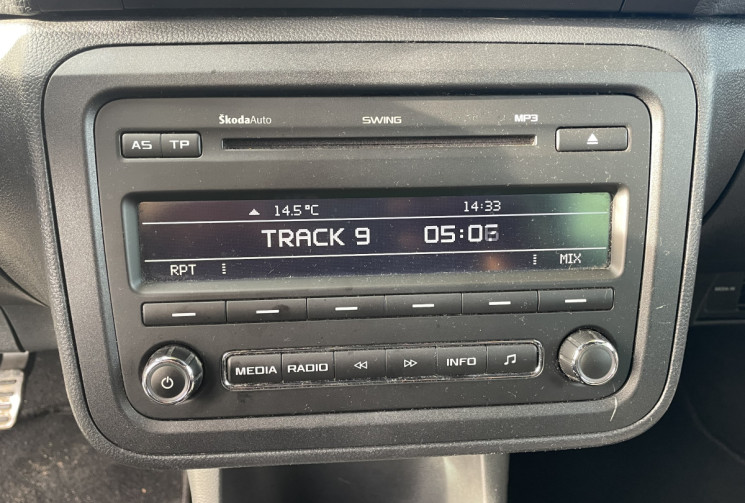 ŠkodaAuto SWING MP3
AS TP
14.5°C 14:33
TRACK 9 05:06
RPT MIX
MEDIA RADIO INFO